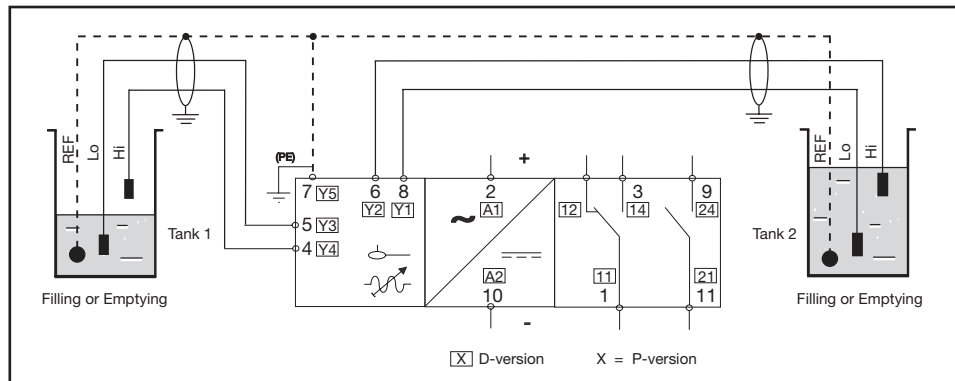 REF
Lo
Hi
Tank 1
Filling or Emptying
(PE)
7 Y5
6
Y2
8
Y1
5 Y3
4 Y4
+
2
A1
~
A2
10
-
12
3
14
9
24
11
1
21
11
REF
Lo
Hi
Tank 2
Filling or Emptying
X D-version X = P-version